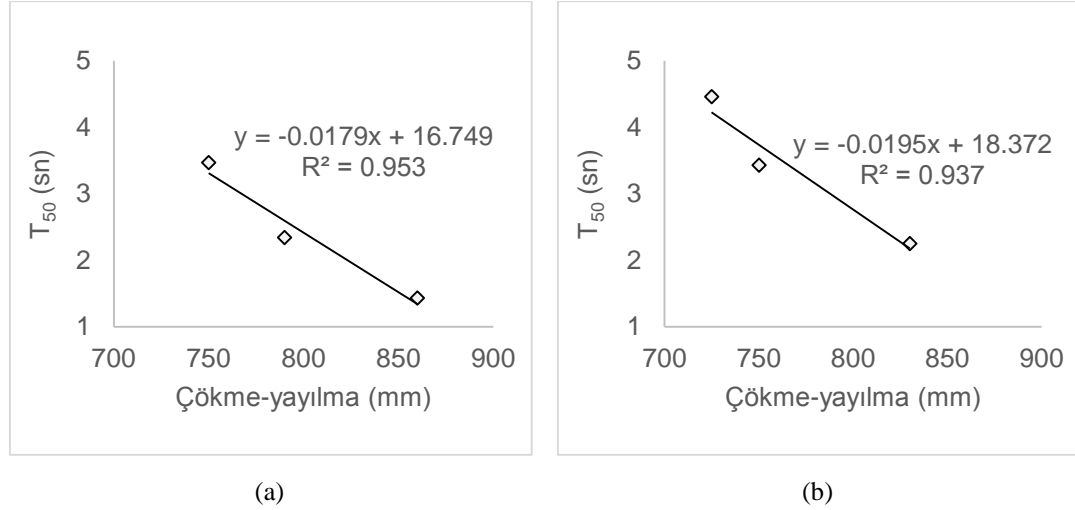 5
4
3
2
1
T₅₀ (sn)
y = -0.0179x + 16.749
R² = 0.953
700 750 800 850 900
Çökme-yayılma (mm)
(a)
5
4
3
2
1
T₅₀ (sn)
y = -0.0195x + 18.372
R² = 0.937
700 750 800 850 900
Çökme-yayılma (mm)
(b)